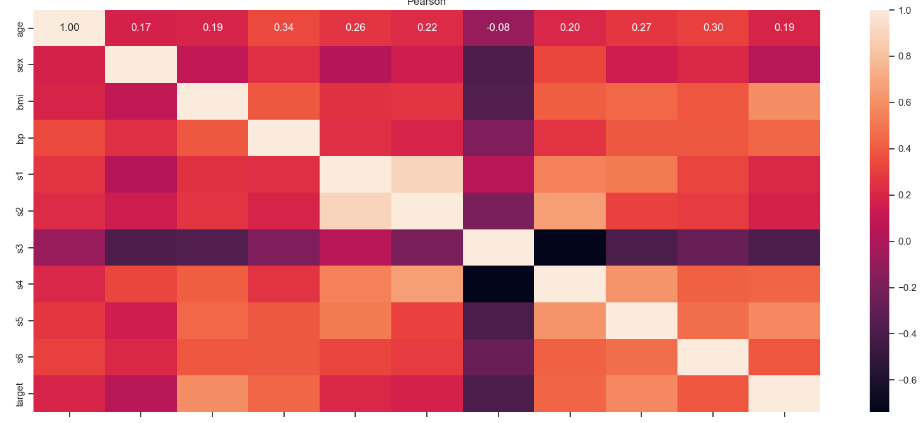 Pearson
age 1.00 0.17 0.19 0.34 0.26 0.22 -0.08 0.20 0.27 0.30 0.19
sex
bmi
bp
s1
s2
s3
s4
s5
s6
target
1.0
0.8
0.6
0.4
0.2
0.0
−0.2
−0.4
−0.6